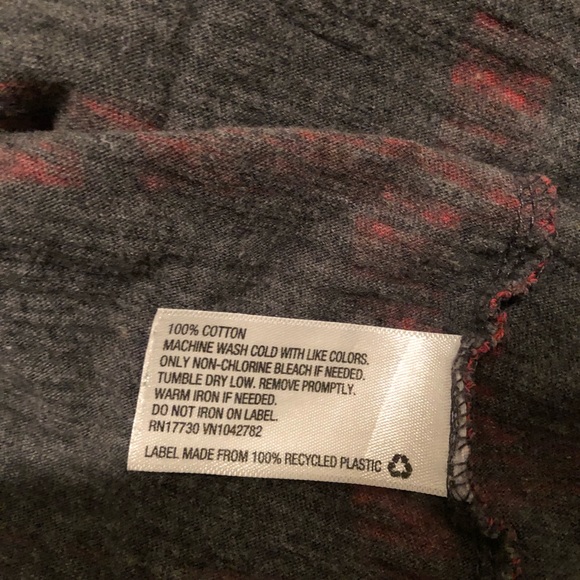 100% COTTON
MACHINE WASH COLD WITH LIKE COLORS.
ONLY NON-CHLORINE BLEACH IF NEEDED.
TUMBLE DRY LOW. REMOVE PROMPTLY.
WARM IRON IF NEEDED.
DO NOT IRON ON LABEL.
RN17730 VN1042782
LABEL MADE FROM 100% RECYCLED PLASTIC